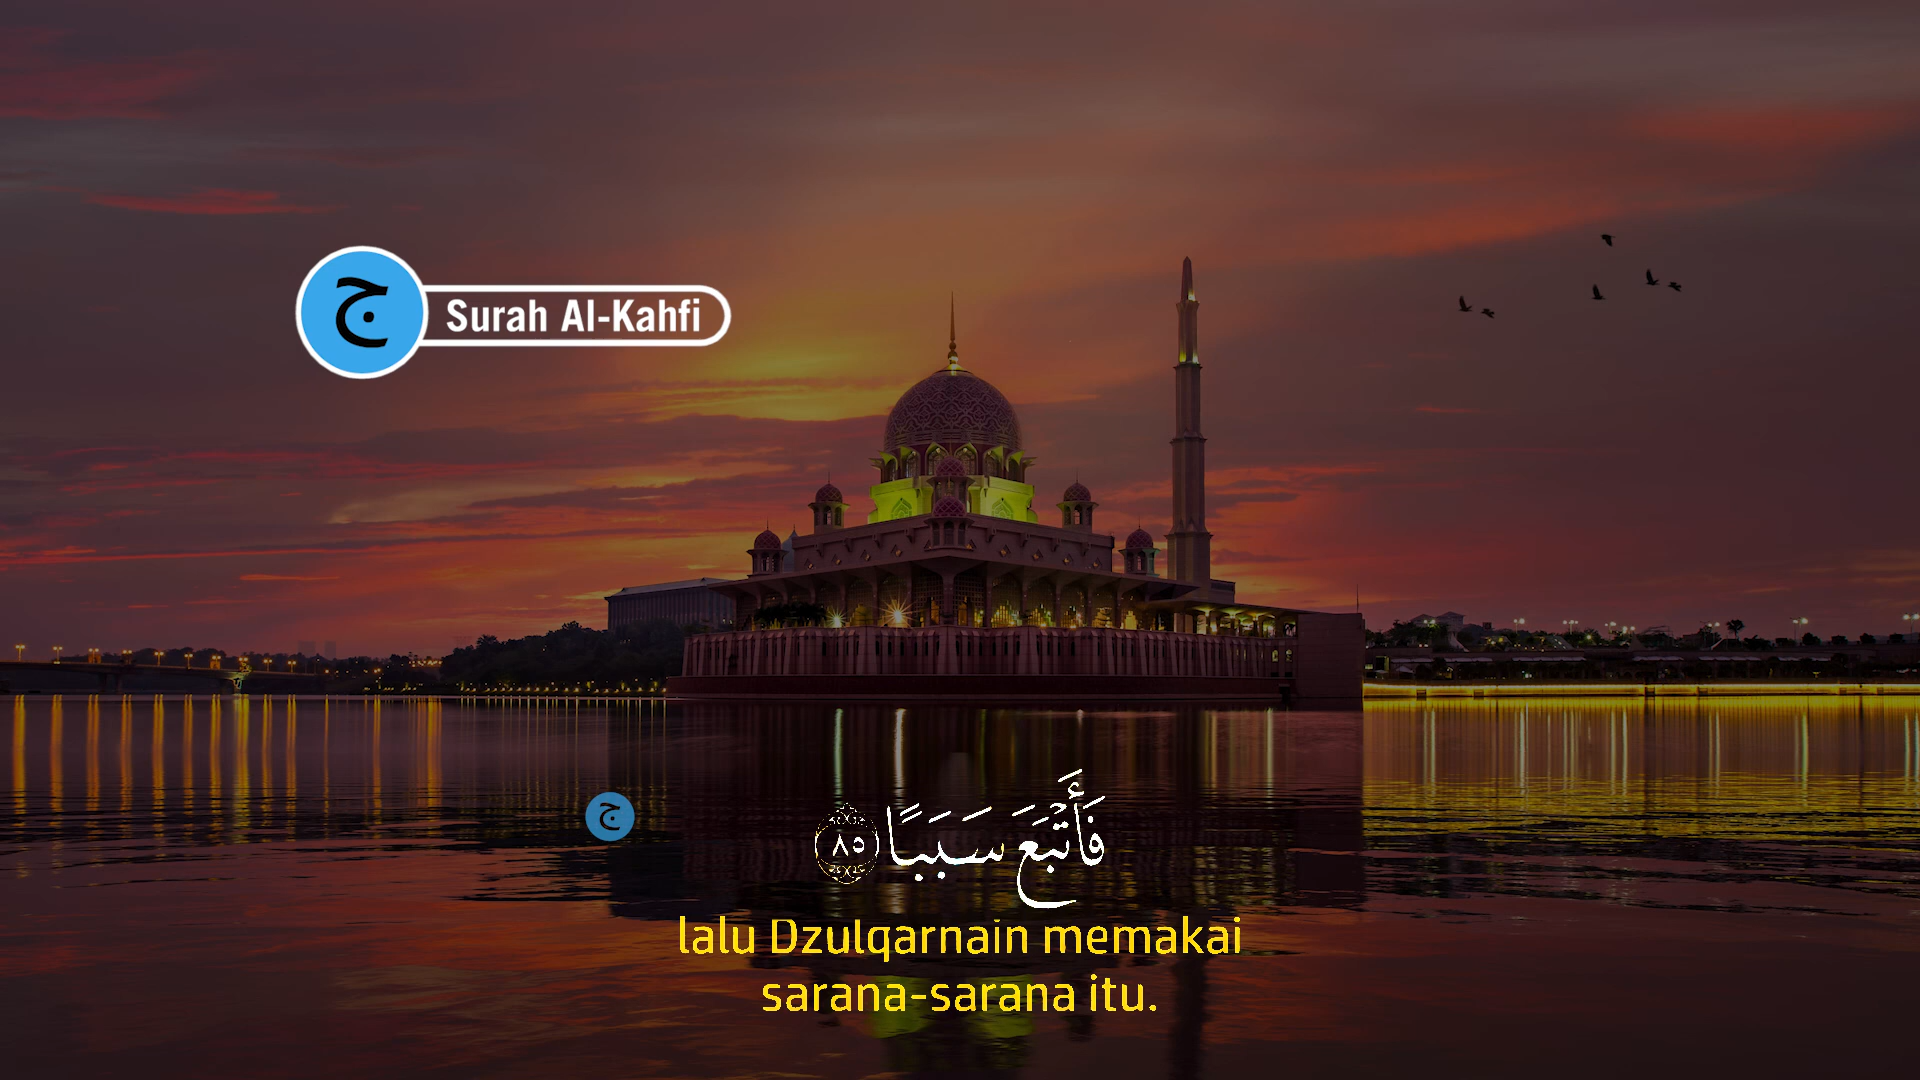 ج
Surah Al-Kahfi
ج
فَأَتْبَعَ سَبَبًا ٨٥
lalu Dzulqarnain memakai
sarana-sarana itu.